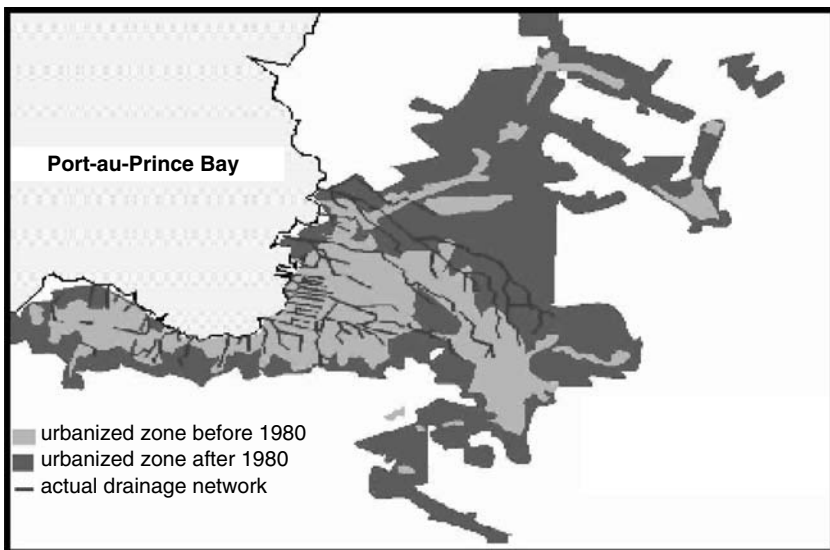 Port-au-Prince Bay
urbanized zone before 1980
urbanized zone after 1980
actual drainage network